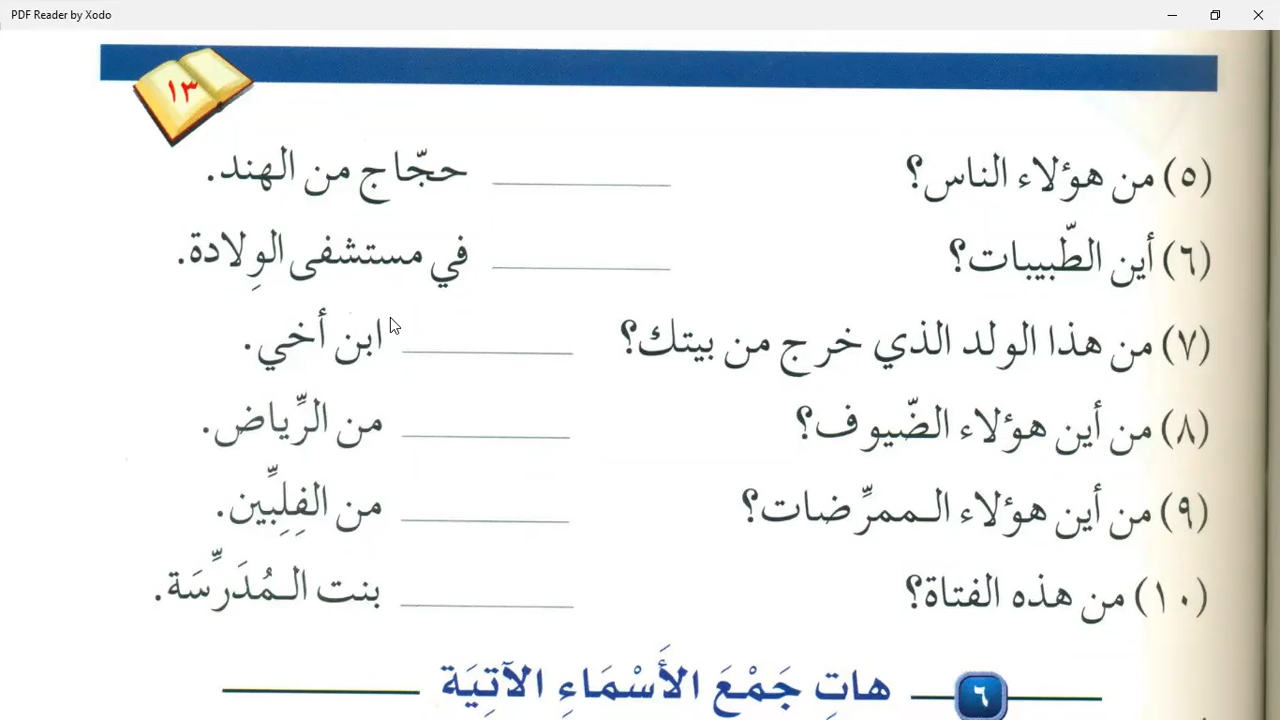 PDF Reader by Xodo
١٣
(٥) من هؤلاء الناس؟ ________ حجّاج من الهند.
(٦) أين الطّبيبات؟ ________ في مستشفى الوِلادة.
(٧) من هذا الولد الذي خرج من بيتك؟ ________ ابن أخي.
(٨) من أين هؤلاء الضّيوف؟ ________ من الرِّياض.
(٩) من أين هؤلاء الـممرِّضات؟ ________ من الفِلِبِّين.
(١٠) من هذه الفتاة؟ ________ بنت الـمُدَرِّسَة.
٦ هاتِ جَمْعَ الأَسْمَاءِ الآتِيَة